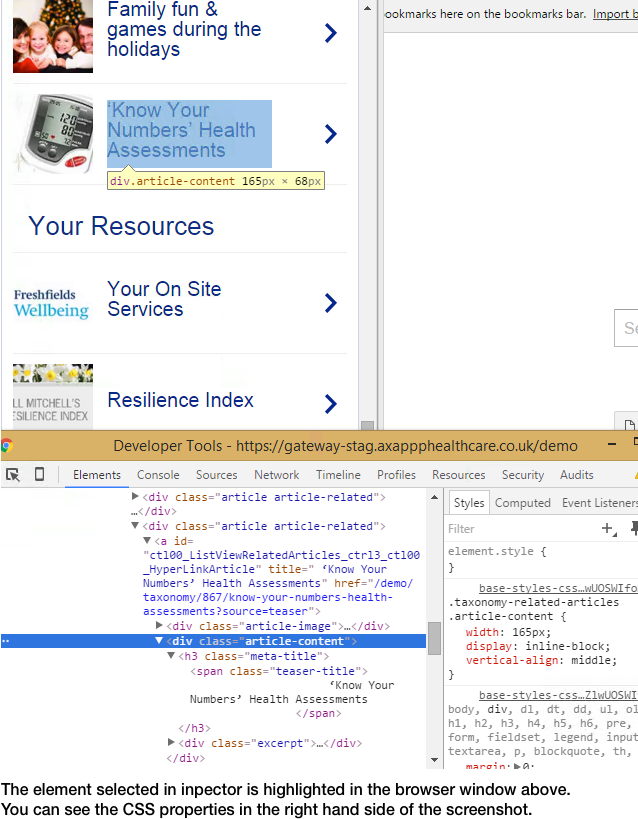 Family fun &
games during the
holidays
ookmarks here on the bookmarks bar. Import b
120
80
72
'Know Your
Numbers' Health
Assessments
div.article-content 165px × 68px
Your Resources
Freshfields
Wellbeing
Your On Site
Services
Se
LL MITCHELL'S
ESILIENCE INDEX
Resilience Index
Developer Tools - https://gateway-stag.axappphealthcare.co.uk/demo
Elements Console Sources Network Timeline Profiles Resources Security Audits
▶<div class="article article-related">
…</div>
▼<div class="article article-related">
▼<a id=
"ctl00_ListViewRelatedArticles_ctrl3_ctl00
_HyperLinkArticle" title=" ‘Know Your
Numbers’ Health Assessments" href="/demo/
taxonomy/867/know-your-numbers-health-
assessments?source=teaser">
▶<div class="article-image">…</div>
▼<div class="article-content">
▼<h3 class="meta-title">
<span class="teaser-title">
‘Know Your
Numbers’ Health Assessments
</span>
</h3>
▶<div class="excerpt">…</div>
</div>
Styles Computed Event Listeners
Filter
element.style {
}
base-styles-css…wUOSWIfo
.taxonomy-related-articles
.article-content {
width: 165px;
display: inline-block;
vertical-align: middle;
}
base-styles-css…ZlwUOSWI
body, div, dl, dt, dd, ul, ol
h1, h2, h3, h4, h5, h6, pre,
form, fieldset, legend, input
textarea, p, blockquote, th,
margin:▶0;
The element selected in inpector is highlighted in the browser window above.
You can see the CSS properties in the right hand side of the screenshot.